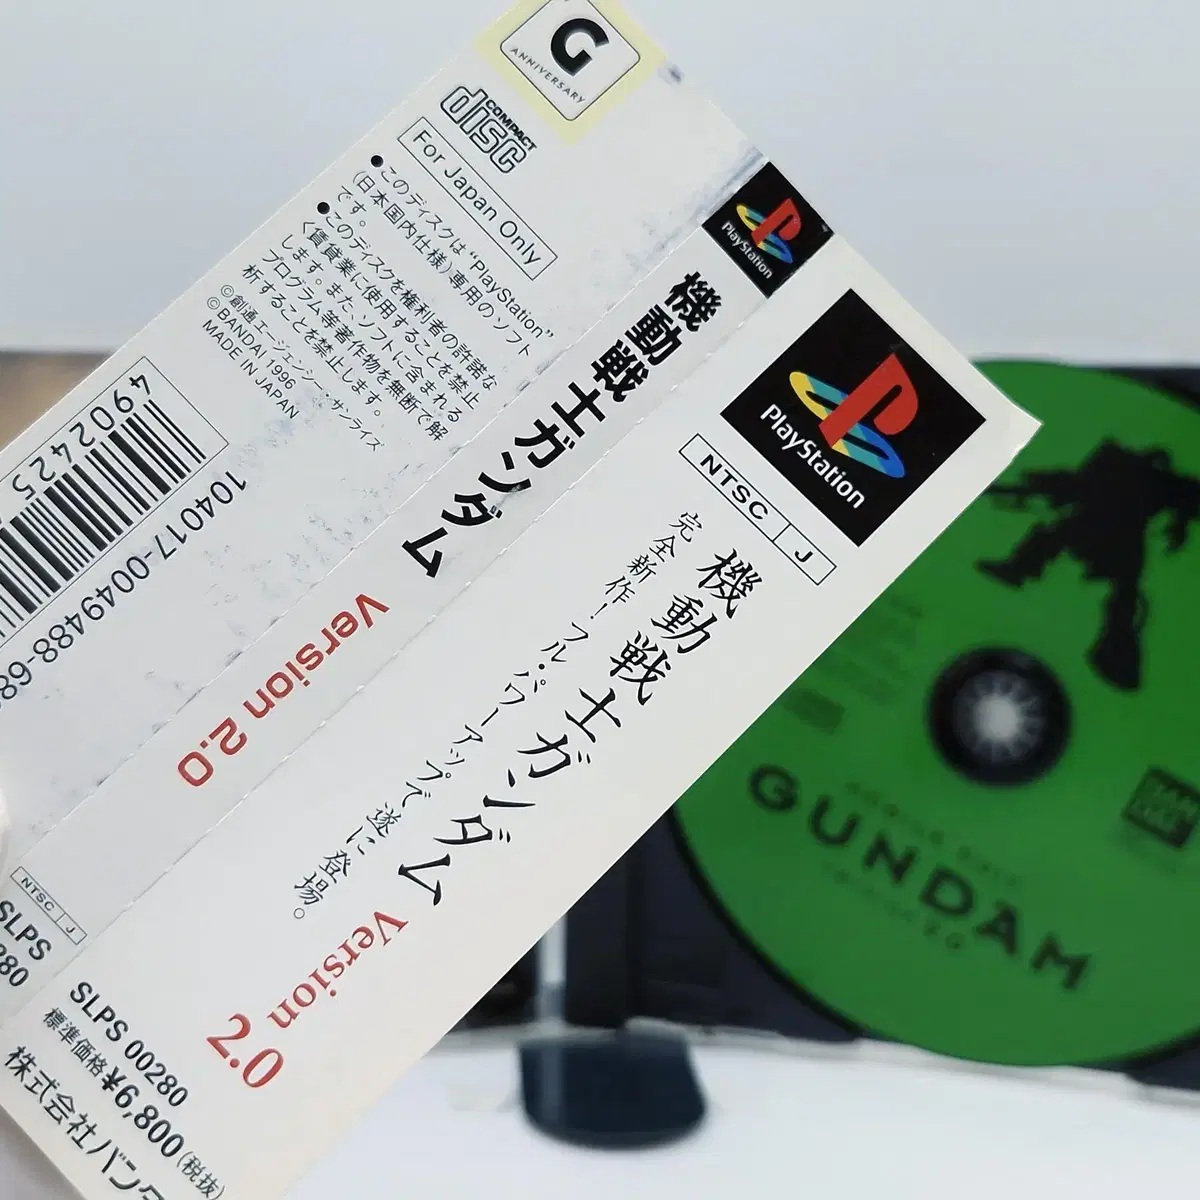 G
ANNIVERSARY
COMPACT
disc
For Japan Only
●このディスクは“PlayStation”
(日本国内仕様)専用のソフト
です。
●このディスクを権利者の許諾な
く賃貸業に使用することを禁止
します。また、ソフトに含まれる
プログラム等著作物を無断で解
析することを禁止します。
©創通エージェンシー・サンライズ
©BANDAI 1996
MADE IN JAPAN
4902425
104017-0049488-68
PlayStation
機動戦士ガンダム Version 2.0
NTSC J
SLPS
PlayStation
NTSC J
機動戦士ガンダム Version 2.0
完全新作!フル・パワーアップで遂に登場。
SLPS 00280
標準価格¥6,800(税抜)
株式会社バンダ
GUNDAM